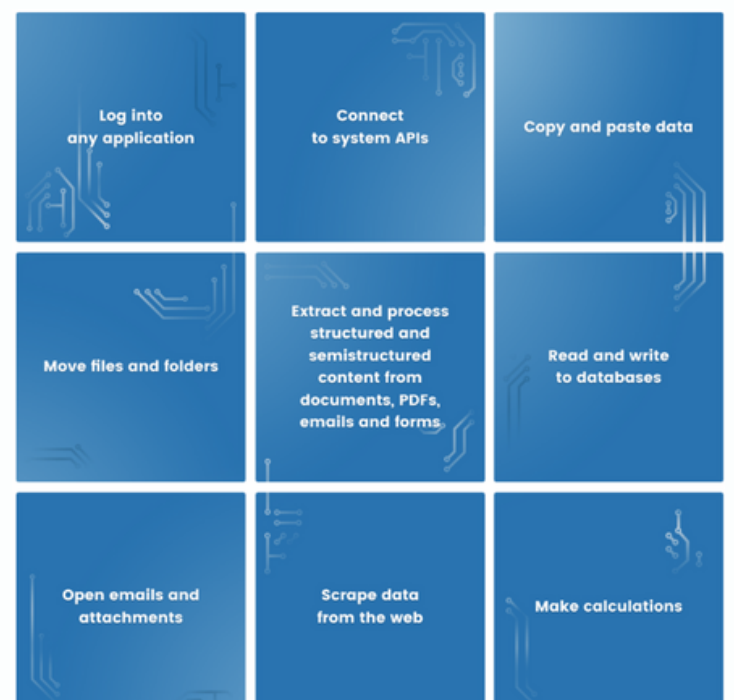 Log into
any application
Connect
to system APIs
Copy and paste data
Move files and folders
Extract and process
structured and
semistructured
content from
documents, PDFs,
emails and forms
Read and write
to databases
Open emails and
attachments
Scrape data
from the web
Make calculations